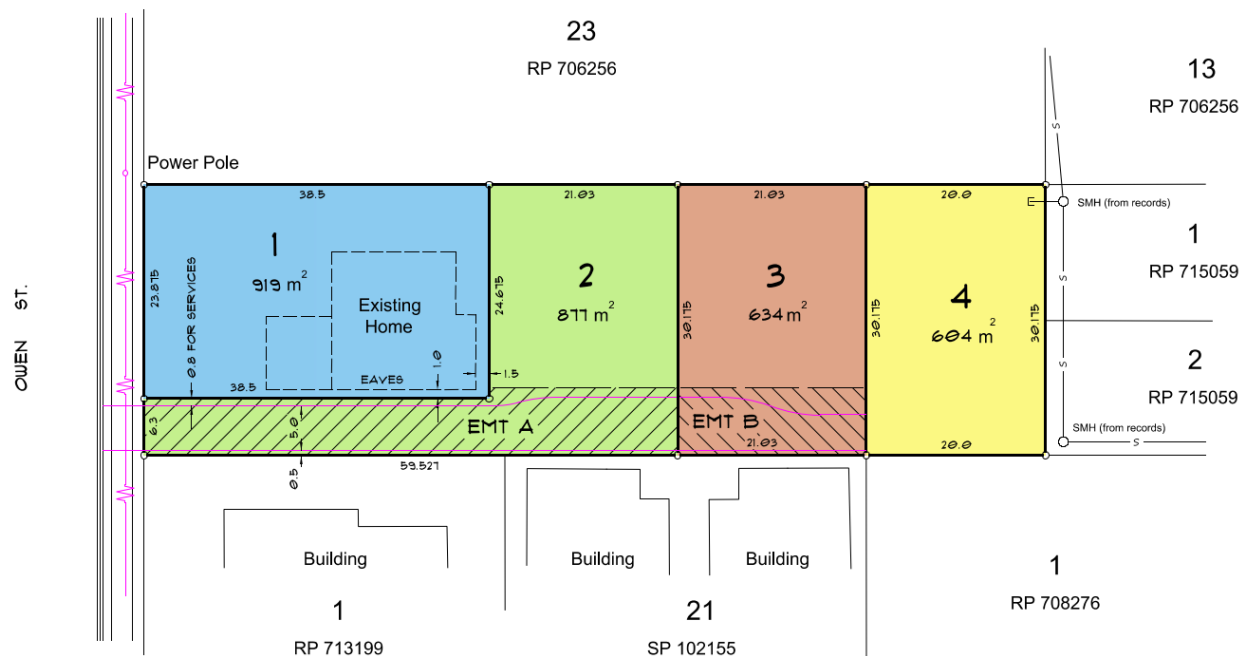 23
RP 706256
13
RP 706256
Power Pole
38.5
21.03
21.03
20.0
SMH (from records)
S
1
919 m²
Existing
Home
EAVES
23.875
0.8 FOR SERVICES
38.5
1.0
1.5
24.675
2
877 m²
30.175
3
634 m²
30.175
4
604 m²
30.175
1
RP 715059
S
S
2
RP 715059
OWEN ST.
6.3
5.0
0.5
EMT A
EMT B
59.527
21.03
20.0
SMH (from records)
S
Building
Building
Building
1
RP 713199
21
SP 102155
1
RP 708276